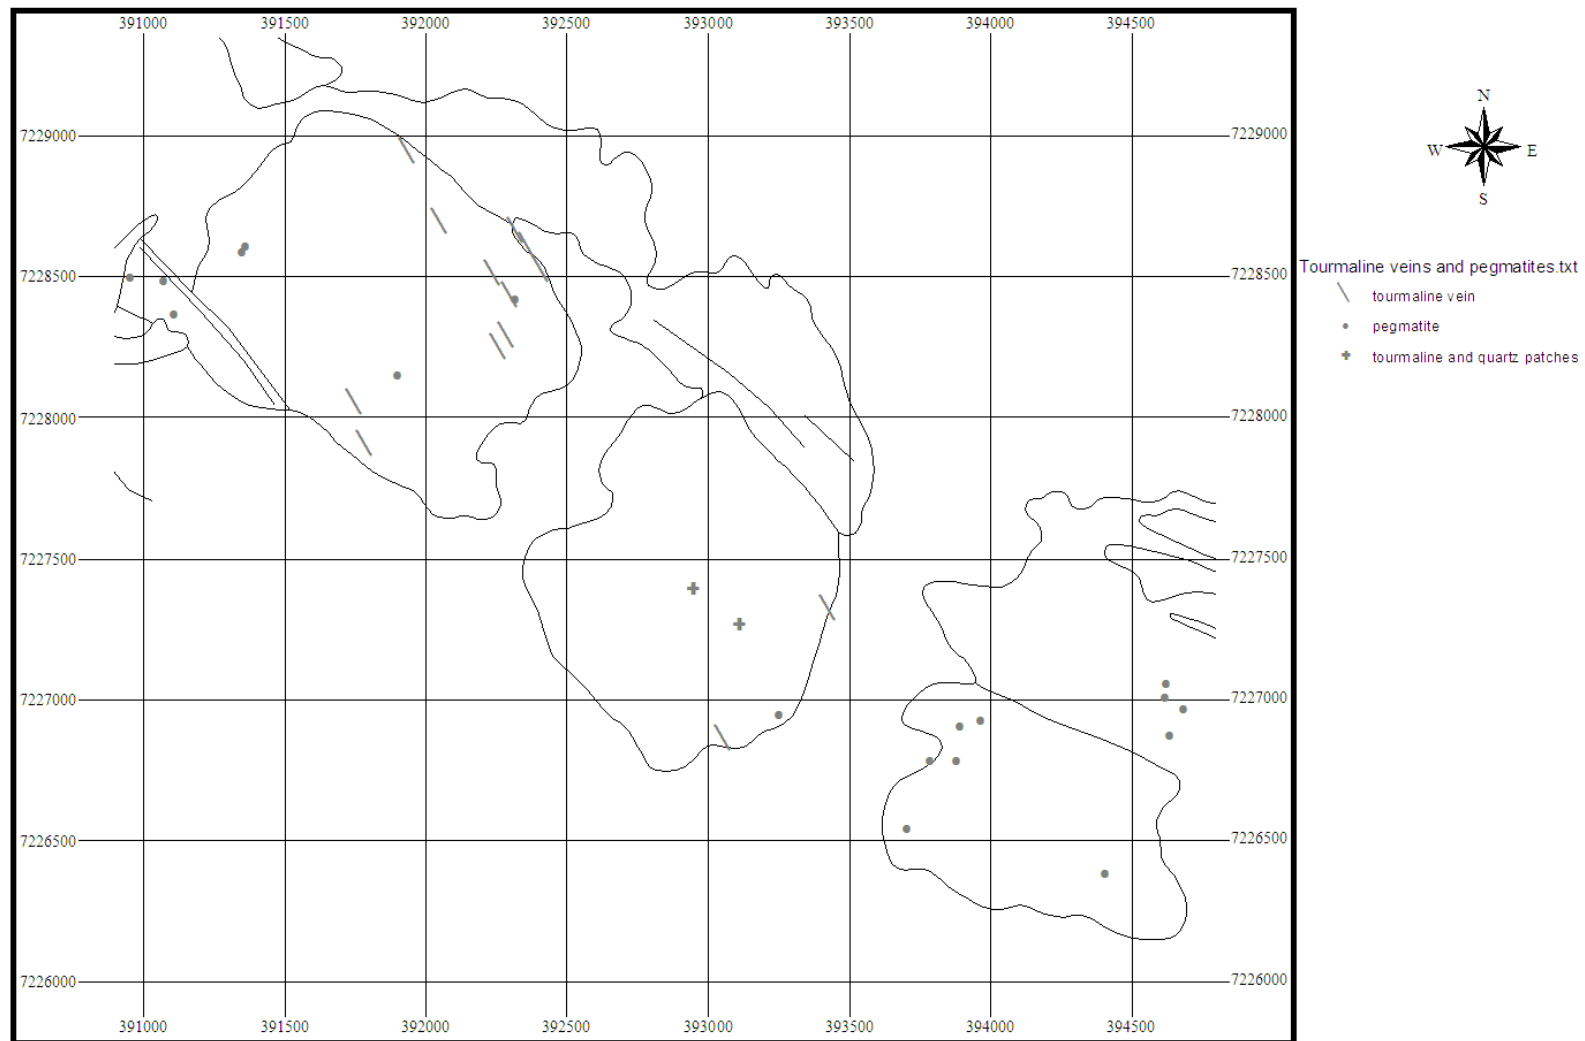 391000 391500 392000 392500 393000 393500 394000 394500
7229000 7229000
7228500 7228500
7228000 7228000
7227500 7227500
7227000 7227000
7226500 7226500
7226000 7226000
391000 391500 392000 392500 393000 393500 394000 394500
N
W E
S
Tourmaline veins and pegmatites.txt
tourmaline vein
pegmatite
tourmaline and quartz patches